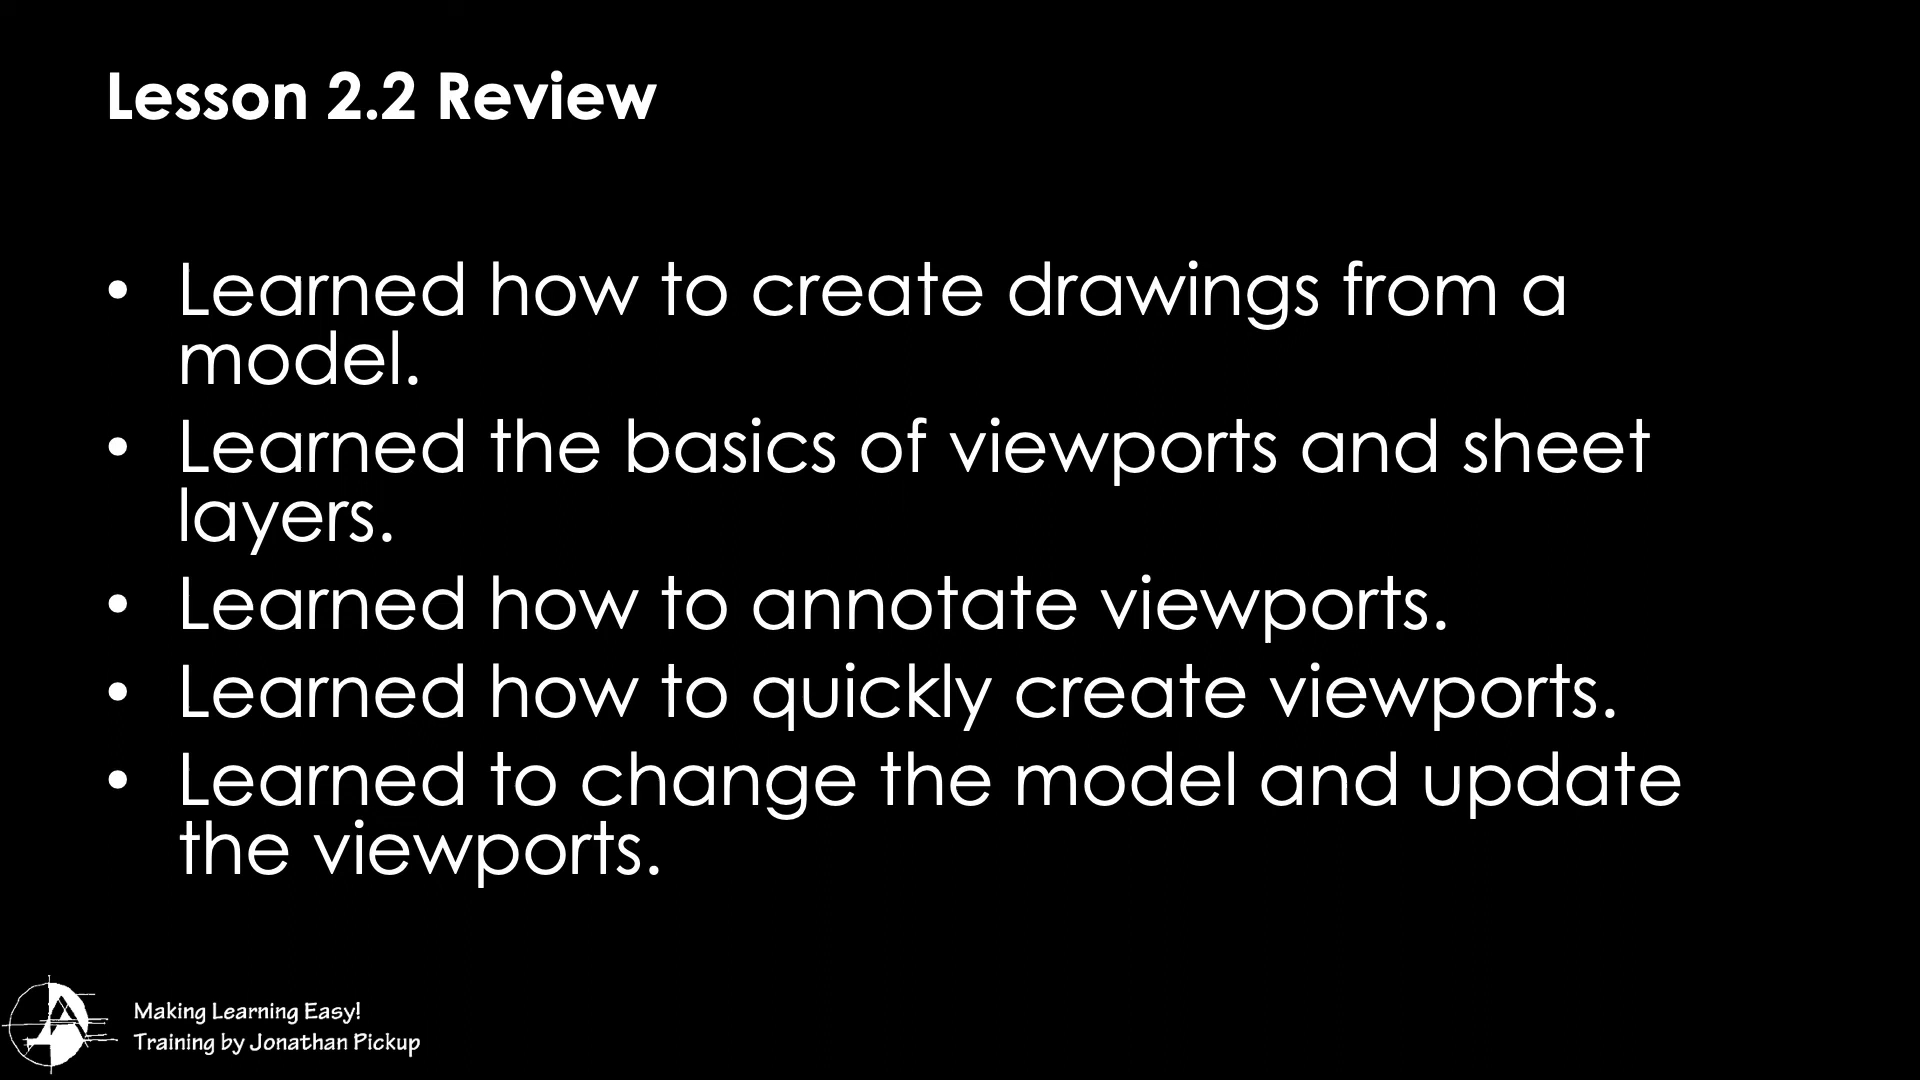 Lesson 2.2 Review
• Learned how to create drawings from a
model.
• Learned the basics of viewports and sheet
layers.
• Learned how to annotate viewports.
• Learned how to quickly create viewports.
• Learned to change the model and update
the viewports.
Making Learning Easy!
Training by Jonathan Pickup